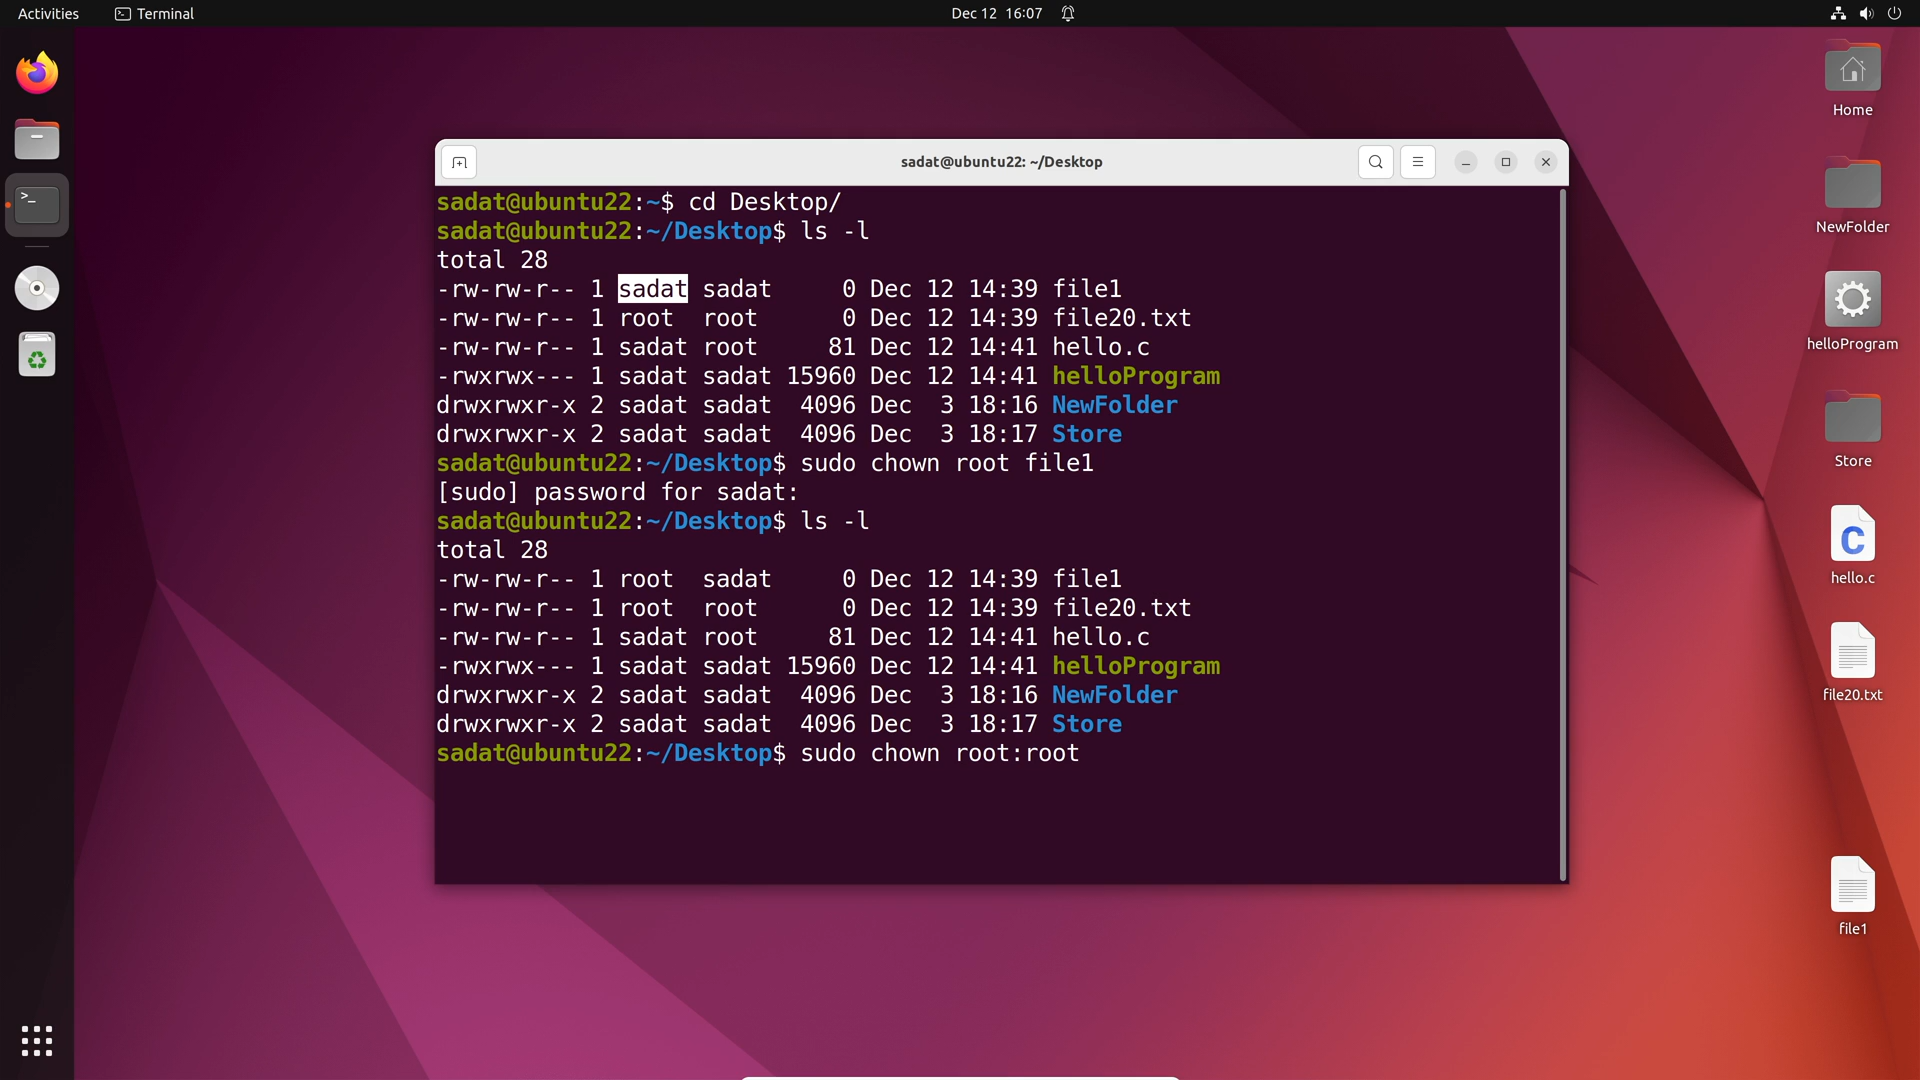 Activities
Terminal
Dec 12 16:07
sadat@ubuntu22: ~/Desktop
sadat@ubuntu22:~$ cd Desktop/
sadat@ubuntu22:~/Desktop$ ls -l
total 28
-rw-rw-r-- 1 sadat sadat     0 Dec 12 14:39 file1
-rw-rw-r-- 1 root  root      0 Dec 12 14:39 file20.txt
-rw-rw-r-- 1 sadat root     81 Dec 12 14:41 hello.c
-rwxrwx--- 1 sadat sadat 15960 Dec 12 14:41 helloProgram
drwxrwxr-x 2 sadat sadat  4096 Dec  3 18:16 NewFolder
drwxrwxr-x 2 sadat sadat  4096 Dec  3 18:17 Store
sadat@ubuntu22:~/Desktop$ sudo chown root file1
[sudo] password for sadat:
sadat@ubuntu22:~/Desktop$ ls -l
total 28
-rw-rw-r-- 1 root  sadat     0 Dec 12 14:39 file1
-rw-rw-r-- 1 root  root      0 Dec 12 14:39 file20.txt
-rw-rw-r-- 1 sadat root     81 Dec 12 14:41 hello.c
-rwxrwx--- 1 sadat sadat 15960 Dec 12 14:41 helloProgram
drwxrwxr-x 2 sadat sadat  4096 Dec  3 18:16 NewFolder
drwxrwxr-x 2 sadat sadat  4096 Dec  3 18:17 Store
sadat@ubuntu22:~/Desktop$ sudo chown root:root
Home
NewFolder
helloProgram
Store
hello.c
file20.txt
file1